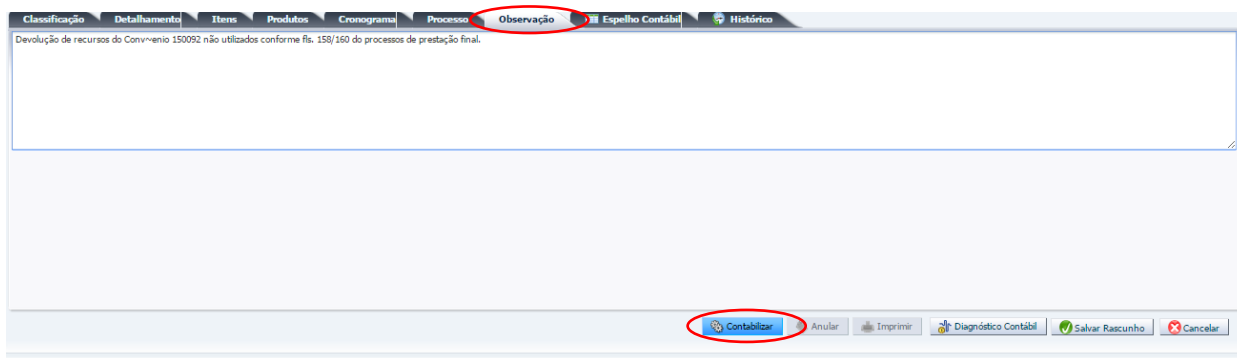 Classificação Detalhamento Itens Produtos Cronograma Processo Observação Espelho Contábil Histórico
Devolução de recursos do Conv~enio 150092 não utilizados conforme fls. 158/160 do processos de prestação final.
Contabilizar Anular Imprimir Diagnóstico Contábil Salvar Rascunho Cancelar